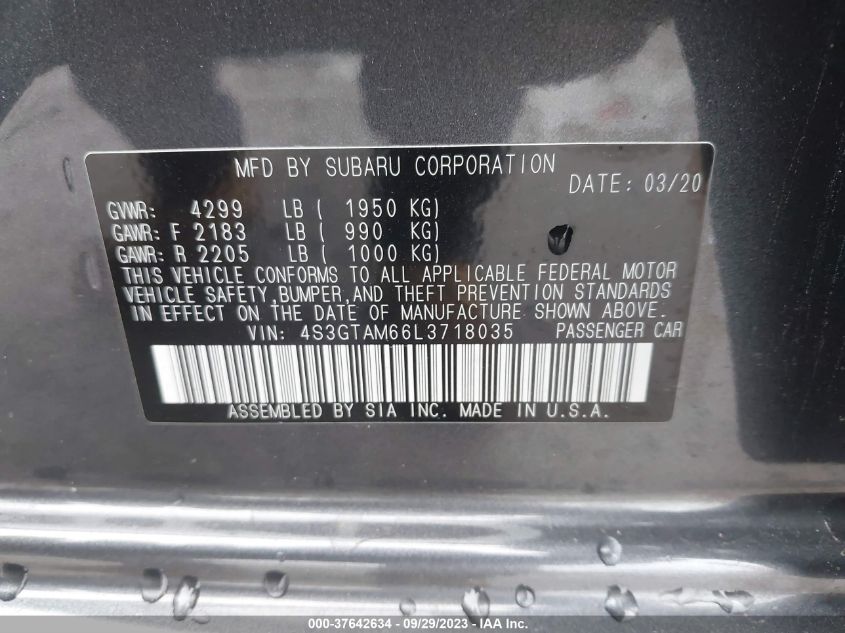 MFD BY SUBARU CORPORATION
DATE: 03/20
GVWR: 4299 LB ( 1950 KG)
GAWR: F 2183 LB ( 990 KG)
GAWR: R 2205 LB ( 1000 KG)
THIS VEHICLE CONFORMS TO ALL APPLICABLE FEDERAL MOTOR
VEHICLE SAFETY,BUMPER,AND THEFT PREVENTION STANDARDS
IN EFFECT ON THE DATE OF MANUFACTURE SHOWN ABOVE.
VIN: 4S3GTAM66L3718035 PASSENGER CAR
ASSEMBLED BY SIA INC. MADE IN U.S.A.
000-37642634 - 09/29/2023 - IAA Inc.